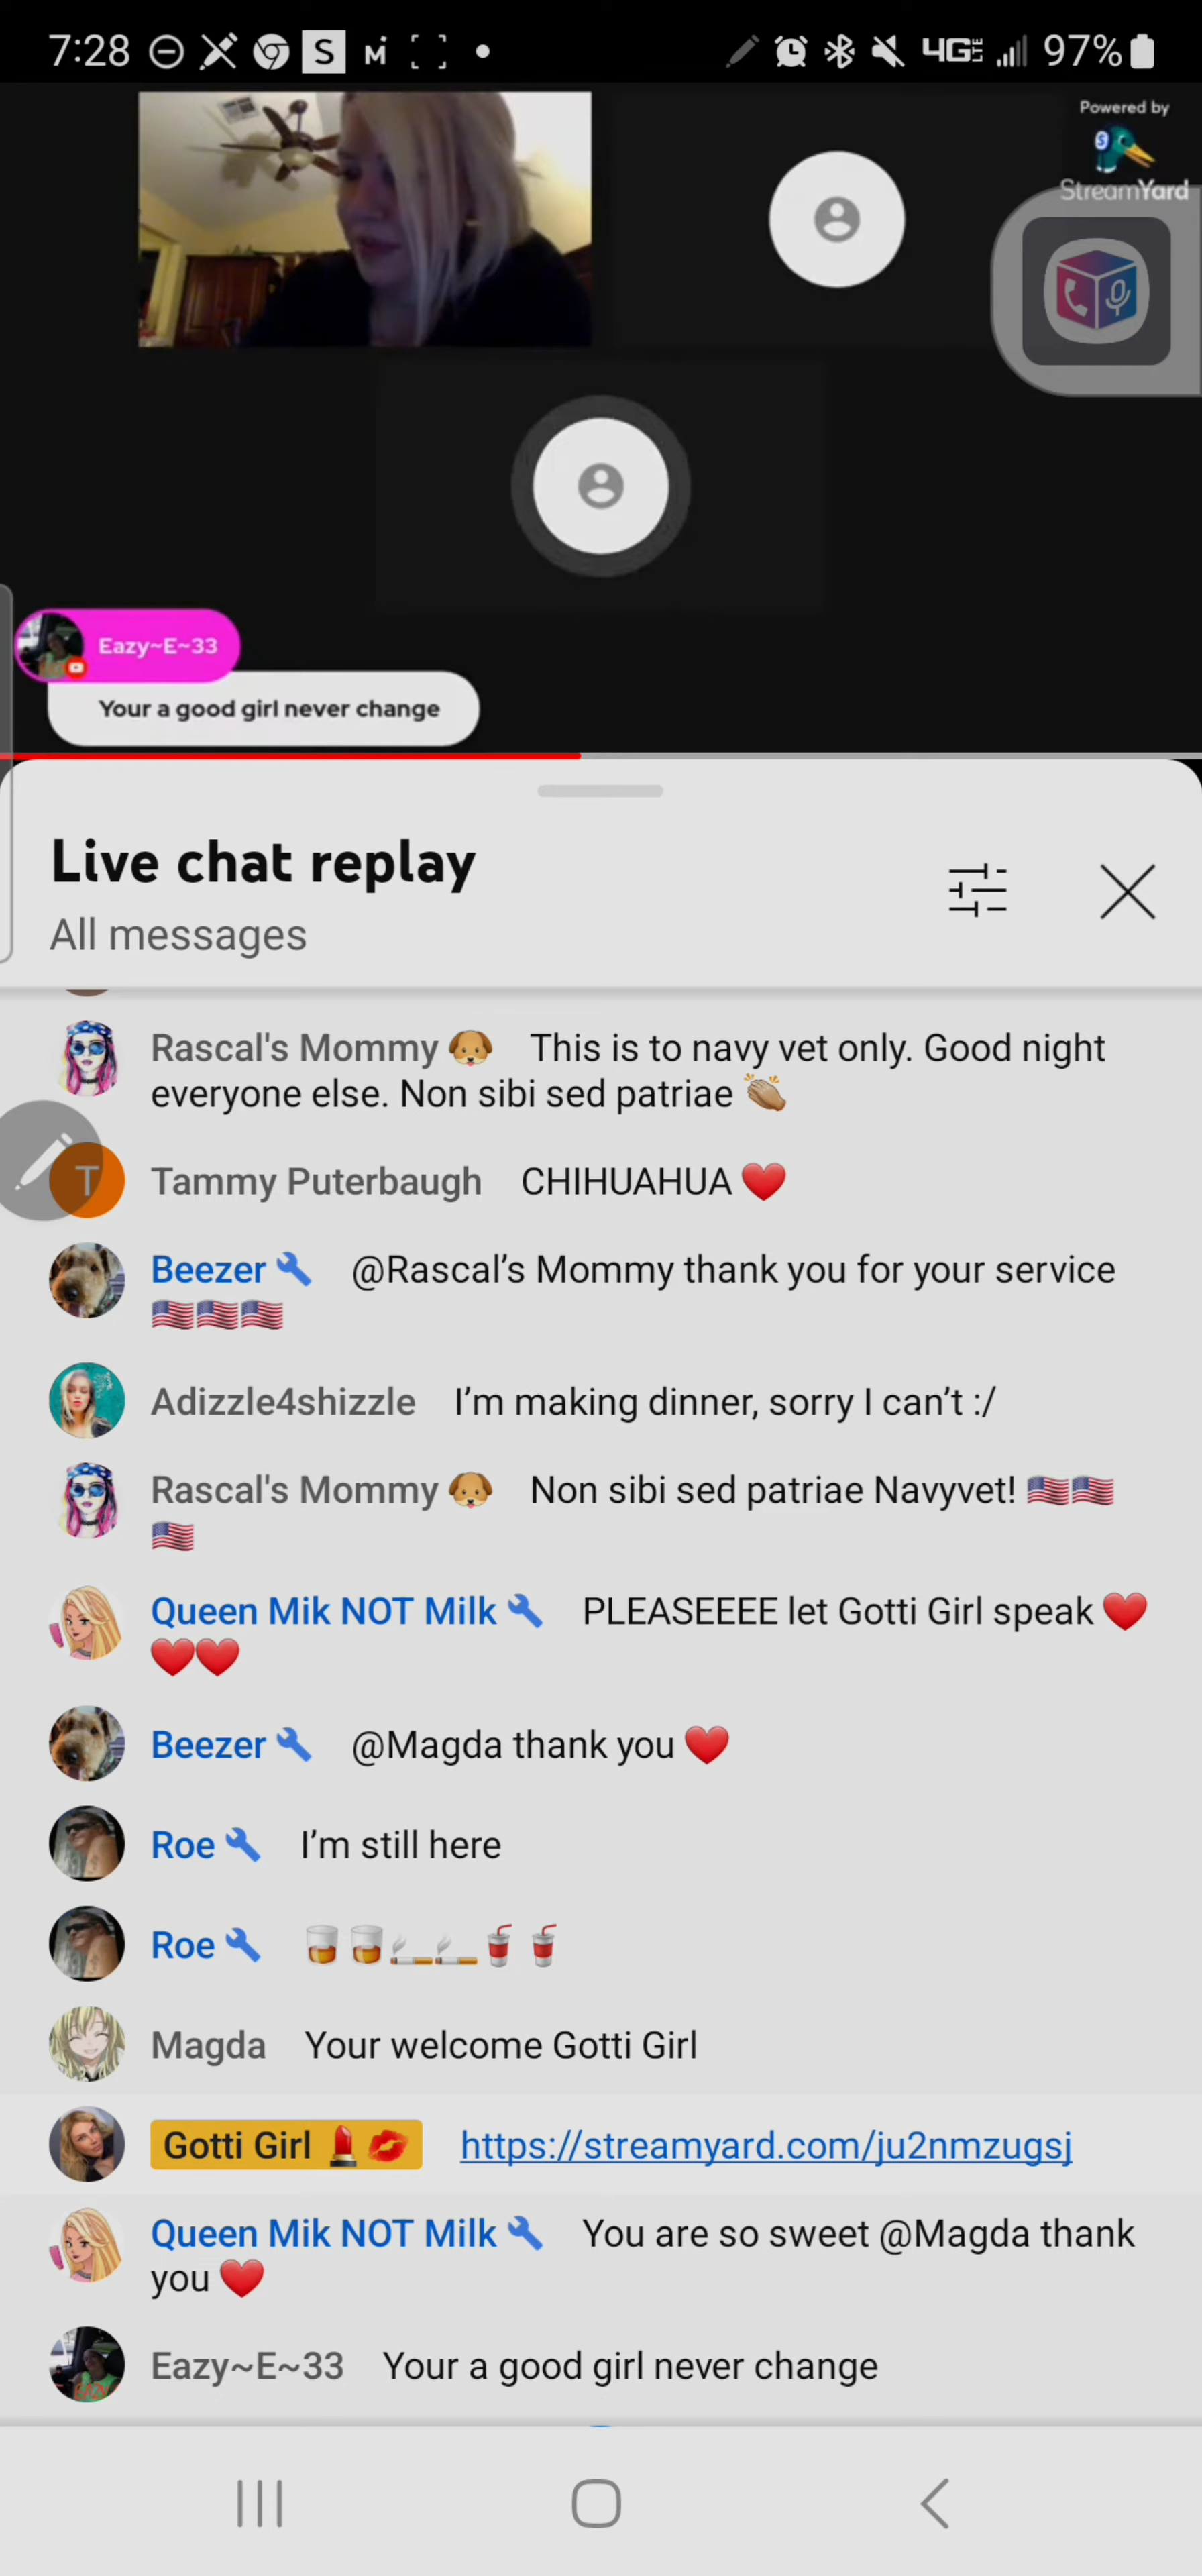 7:28 S M 4G LTE 97%
Powered by
StreamYard
Eazy~E~33
Your a good girl never change
Live chat replay
All messages
Rascal's Mommy 🐶 This is to navy vet only. Good night
everyone else. Non sibi sed patriae 👏🏼
T Tammy Puterbaugh CHIHUAHUA ❤️
Beezer 🔧 @Rascal’s Mommy thank you for your service
🇺🇸🇺🇸🇺🇸
Adizzle4shizzle I’m making dinner, sorry I can’t :/
Rascal's Mommy 🐶 Non sibi sed patriae Navyvet! 🇺🇸🇺🇸
🇺🇸
Queen Mik NOT Milk 🔧 PLEASEEEE let Gotti Girl speak ❤️
❤️❤️
Beezer 🔧 @Magda thank you ❤️
Roe 🔧 I’m still here
Roe 🔧 🥃🥃🚬🚬🥤🥤
Magda Your welcome Gotti Girl
Gotti Girl 💄💋 https://streamyard.com/ju2nmzugsj
Queen Mik NOT Milk 🔧 You are so sweet @Magda thank
you ❤️
Eazy~E~33 Your a good girl never change